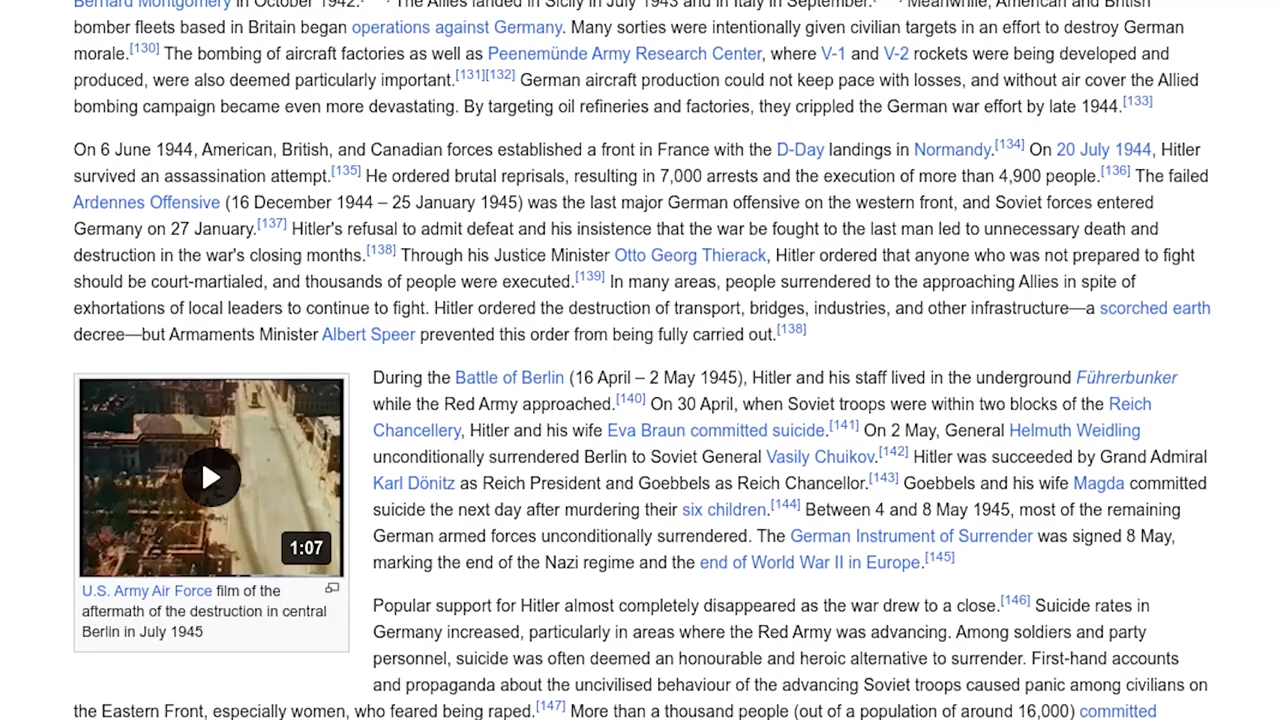 Bernard Montgomery in October 1942. The Allies landed in Sicily in July 1943 and in Italy in September. Meanwhile, American and British
bomber fleets based in Britain began operations against Germany. Many sorties were intentionally given civilian targets in an effort to destroy German
morale.[130] The bombing of aircraft factories as well as Peenemünde Army Research Center, where V-1 and V-2 rockets were being developed and
produced, were also deemed particularly important.[131][132] German aircraft production could not keep pace with losses, and without air cover the Allied
bombing campaign became even more devastating. By targeting oil refineries and factories, they crippled the German war effort by late 1944.[133]
On 6 June 1944, American, British, and Canadian forces established a front in France with the D-Day landings in Normandy.[134] On 20 July 1944, Hitler
survived an assassination attempt.[135] He ordered brutal reprisals, resulting in 7,000 arrests and the execution of more than 4,900 people.[136] The failed
Ardennes Offensive (16 December 1944 – 25 January 1945) was the last major German offensive on the western front, and Soviet forces entered
Germany on 27 January.[137] Hitler's refusal to admit defeat and his insistence that the war be fought to the last man led to unnecessary death and
destruction in the war's closing months.[138] Through his Justice Minister Otto Georg Thierack, Hitler ordered that anyone who was not prepared to fight
should be court-martialed, and thousands of people were executed.[139] In many areas, people surrendered to the approaching Allies in spite of
exhortations of local leaders to continue to fight. Hitler ordered the destruction of transport, bridges, industries, and other infrastructure—a scorched earth
decree—but Armaments Minister Albert Speer prevented this order from being fully carried out.[138]
During the Battle of Berlin (16 April – 2 May 1945), Hitler and his staff lived in the underground Führerbunker
while the Red Army approached.[140] On 30 April, when Soviet troops were within two blocks of the Reich
Chancellery, Hitler and his wife Eva Braun committed suicide.[141] On 2 May, General Helmuth Weidling
unconditionally surrendered Berlin to Soviet General Vasily Chuikov.[142] Hitler was succeeded by Grand Admiral
Karl Dönitz as Reich President and Goebbels as Reich Chancellor.[143] Goebbels and his wife Magda committed
suicide the next day after murdering their six children.[144] Between 4 and 8 May 1945, most of the remaining
German armed forces unconditionally surrendered. The German Instrument of Surrender was signed 8 May,
marking the end of the Nazi regime and the end of World War II in Europe.[145]
1:07
U.S. Army Air Force film of the
aftermath of the destruction in central
Berlin in July 1945
Popular support for Hitler almost completely disappeared as the war drew to a close.[146] Suicide rates in
Germany increased, particularly in areas where the Red Army was advancing. Among soldiers and party
personnel, suicide was often deemed an honourable and heroic alternative to surrender. First-hand accounts
and propaganda about the uncivilised behaviour of the advancing Soviet troops caused panic among civilians on
the Eastern Front, especially women, who feared being raped.[147] More than a thousand people (out of a population of around 16,000) committed